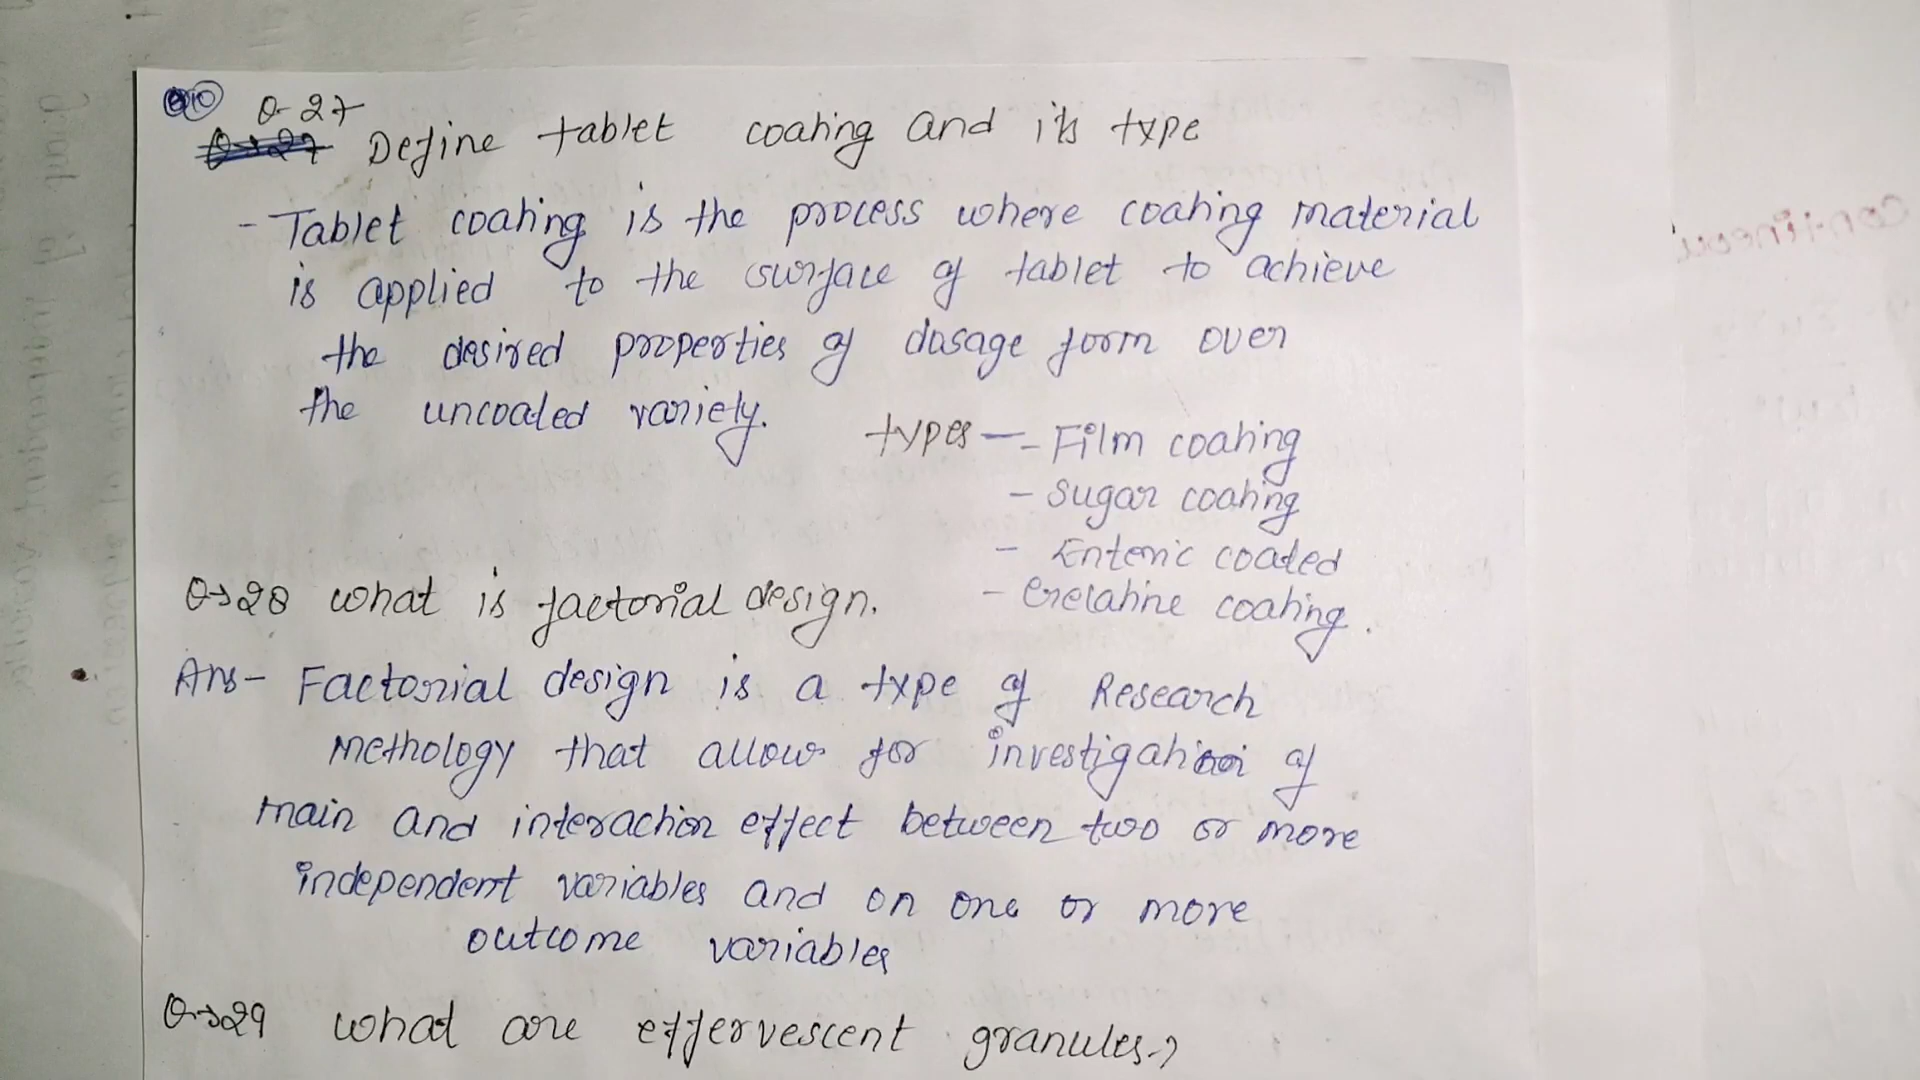 10
Q-27
Q→27 Define tablet coating and its type
- Tablet coating is the process where coating material
is applied to the surface of tablet to achieve
the desired properties of dosage form over
the uncoated variety.
types — - Film coating
- sugar coating
- Enteric coated
- Gelatine coating.
Q→28 what is factorial design.
Ans- Factorial design is a type of Research
methology that allow for investigation of
main and interaction effect between two or more
independent variables and on one or more
outcome variables
Q→29 what are effervescent granules?